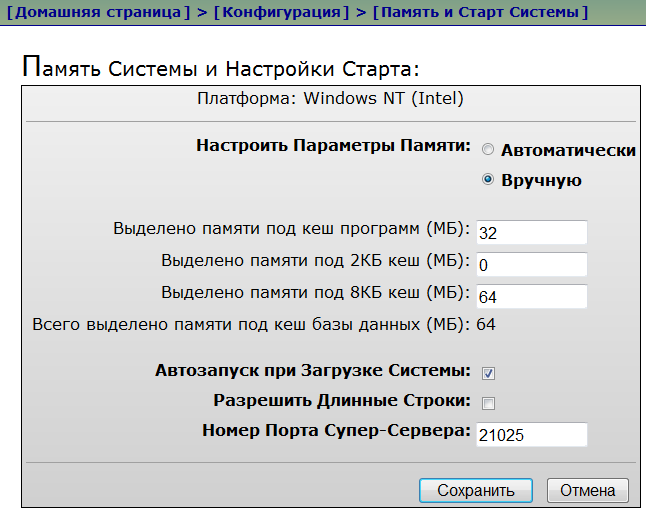 [Домашняя страница] > [Конфигурация] > [Память и Старт Системы]
Память Системы и Настройки Старта:
Платформа: Windows NT (Intel)
Настроить Параметры Памяти: Автоматически
Вручную
Выделено памяти под кеш программ (МБ): 32
Выделено памяти под 2КБ кеш (МБ): 0
Выделено памяти под 8КБ кеш (МБ): 64
Всего выделено памяти под кеш базы данных (МБ): 64
Автозапуск при Загрузке Системы:
Разрешить Длинные Строки:
Номер Порта Супер-Сервера: 21025
Сохранить Отмена